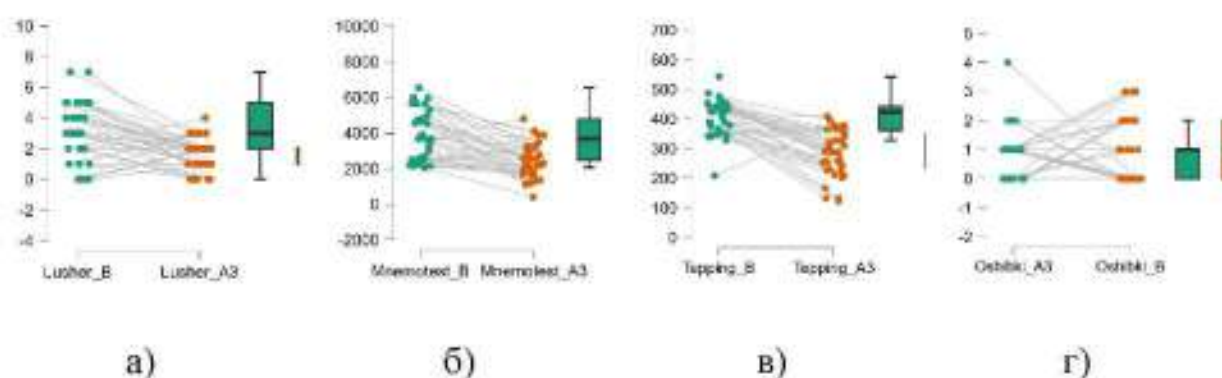 10 10000 700 5
8 8000 600 4
6 6000 500 3
4 4000 400 2
2 2000 300 1
0 0 200 0
-2 -2000 100 -1
-4 0 -2
Lusher_B Lusher_A3 Mnemotest_B Mnemotest_A3 Tapping_B Tapping_A3 Oshibki_A3 Oshibki_B
а) б) в) г)